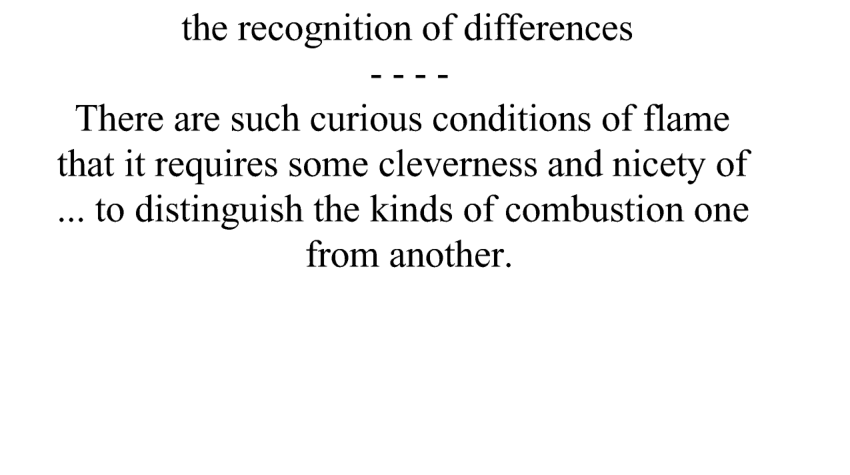 the recognition of differences
- - - -
There are such curious conditions of flame
that it requires some cleverness and nicety of
... to distinguish the kinds of combustion one
from another.